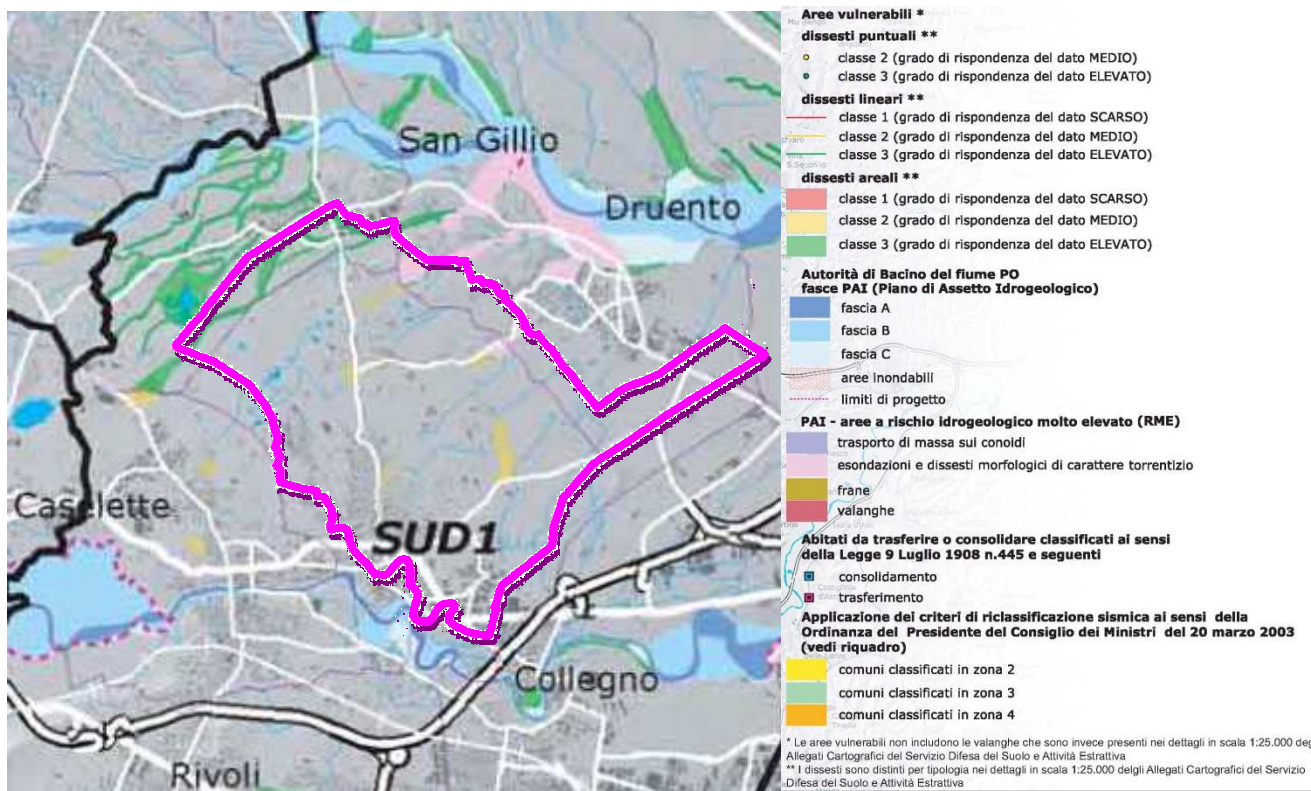 San Gillio
Druento
Caselette
SUD1
Collegno
Rivoli
Aree vulnerabili *
dissesti puntuali **
classe 2 (grado di rispondenza del dato MEDIO)
classe 3 (grado di rispondenza del dato ELEVATO)
dissesti lineari **
classe 1 (grado di rispondenza del dato SCARSO)
classe 2 (grado di rispondenza del dato MEDIO)
classe 3 (grado di rispondenza del dato ELEVATO)
dissesti areali **
classe 1 (grado di rispondenza del dato SCARSO)
classe 2 (grado di rispondenza del dato MEDIO)
classe 3 (grado di rispondenza del dato ELEVATO)
Autorità di Bacino del fiume PO
fasce PAI (Piano di Assetto Idrogeologico)
fascia A
fascia B
fascia C
aree inondabili
limiti di progetto
PAI - aree a rischio idrogeologico molto elevato (RME)
trasporto di massa sui conoidi
esondazioni e dissesti morfologici di carattere torrentizio
frane
valanghe
Abitati da trasferire o consolidare classificati ai sensi
della Legge 9 Luglio 1908 n.445 e seguenti
consolidamento
trasferimento
Applicazione dei criteri di riclassificazione sismica ai sensi della
Ordinanza del Presidente del Consiglio dei Ministri del 20 marzo 2003
(vedi riquadro)
comuni classificati in zona 2
comuni classificati in zona 3
comuni classificati in zona 4
* Le aree vulnerabili non includono le valanghe che sono invece presenti nei dettagli in scala 1:25.000 deg
Allegati Cartografici del Servizio Difesa del Suolo e Attività Estrattiva
** I dissesti sono distinti per tipologia nei dettagli in scala 1:25.000 delgli Allegati Cartografici del Servizio
Difesa del Suolo e Attività Estrattiva